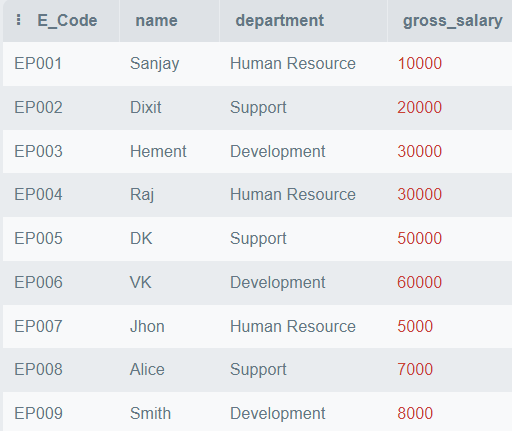 E_Code name department gross_salary
EP001 Sanjay Human Resource 10000
EP002 Dixit Support 20000
EP003 Hement Development 30000
EP004 Raj Human Resource 30000
EP005 DK Support 50000
EP006 VK Development 60000
EP007 Jhon Human Resource 5000
EP008 Alice Support 7000
EP009 Smith Development 8000